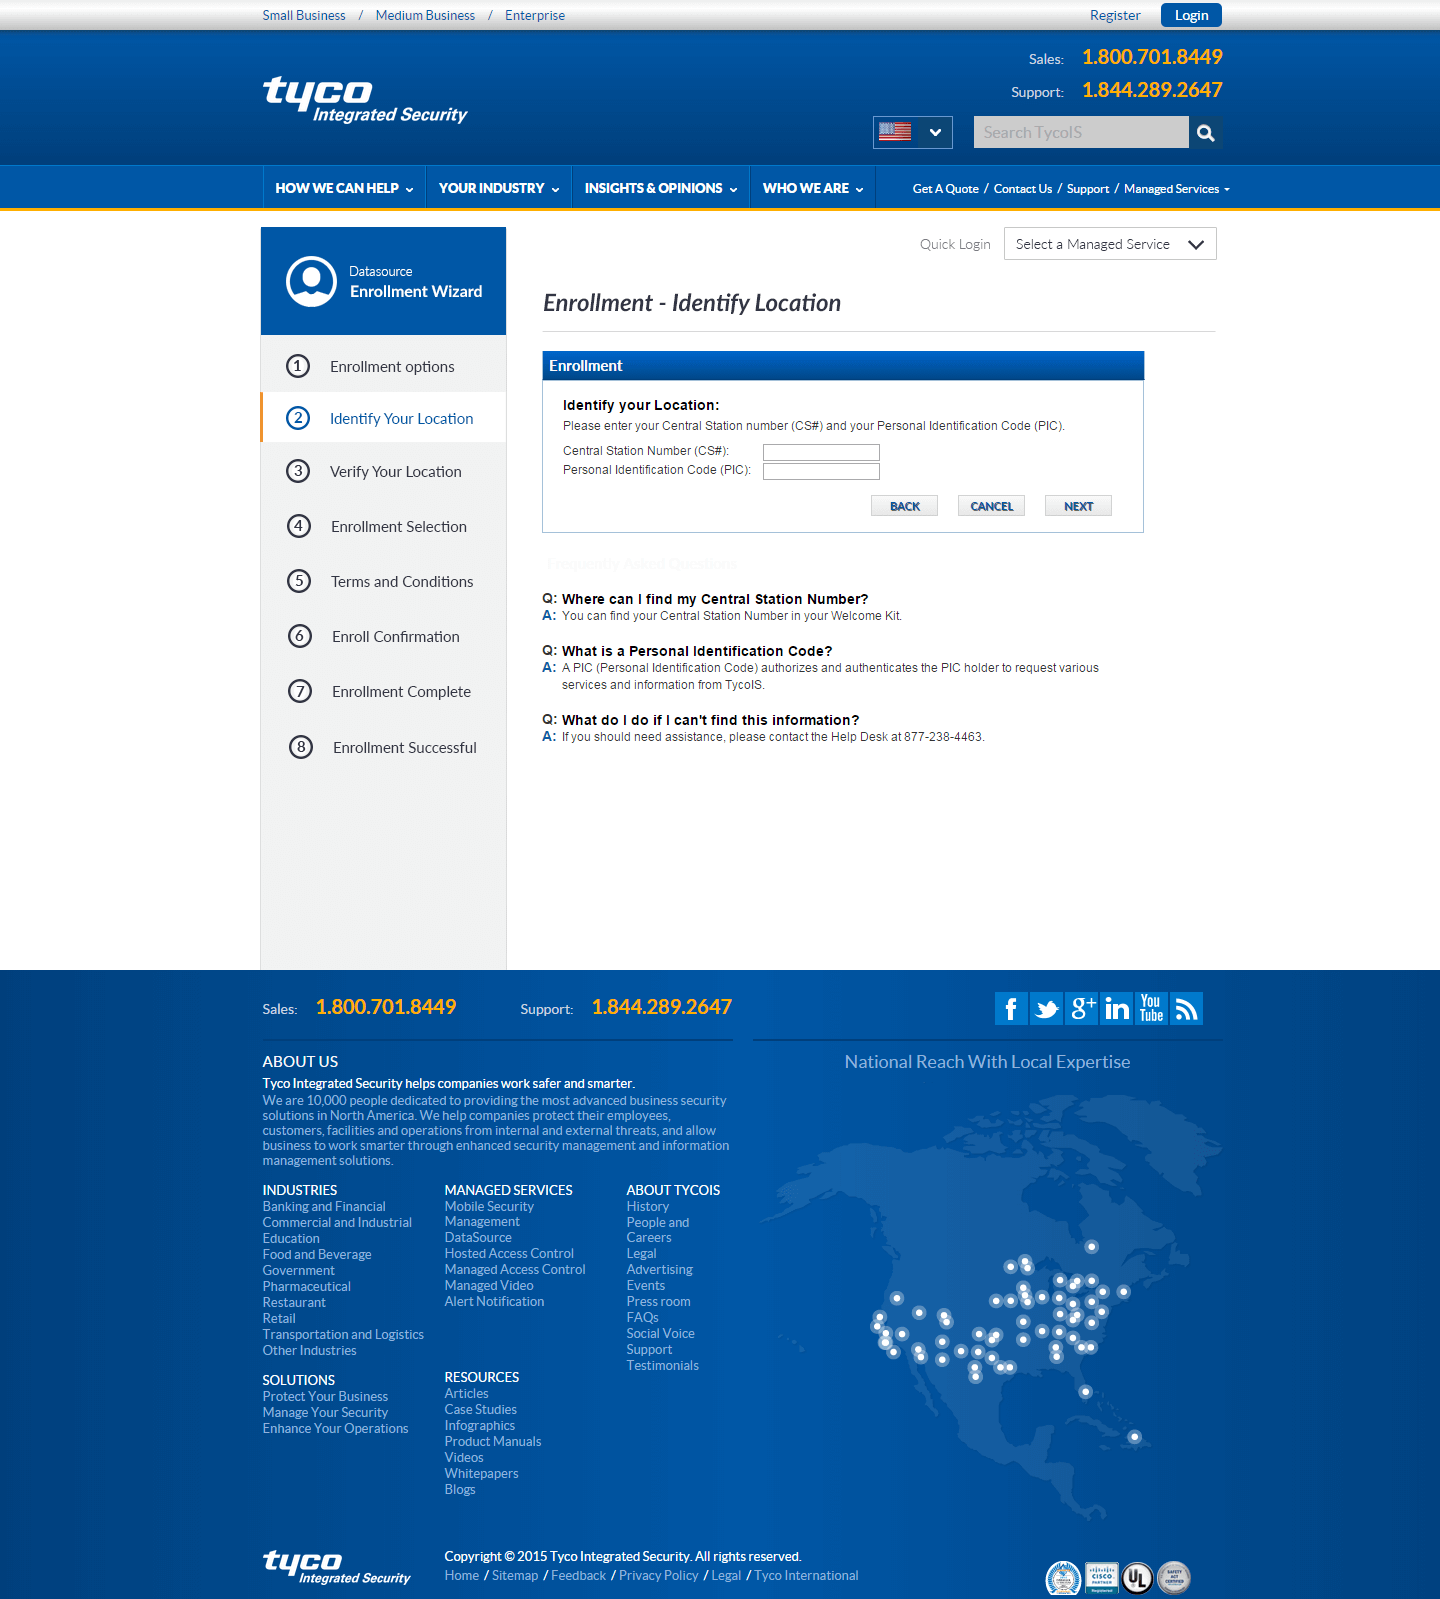 Small Business / Medium Business / Enterprise
Register
Login
Sales: 1.800.701.8449
Support: 1.844.289.2647
tyco
Integrated Security
Search TycoIS
HOW WE CAN HELP
YOUR INDUSTRY
INSIGHTS & OPINIONS
WHO WE ARE
Get A Quote / Contact Us / Support / Managed Services
Datasource
Enrollment Wizard
1 Enrollment options
2 Identify Your Location
3 Verify Your Location
4 Enrollment Selection
5 Terms and Conditions
6 Enroll Confirmation
7 Enrollment Complete
8 Enrollment Successful
Quick Login
Select a Managed Service
Enrollment - Identify Location
Enrollment
Identify your Location:
Please enter your Central Station number (CS#) and your Personal Identification Code (PIC).
Central Station Number (CS#):
Personal Identification Code (PIC):
BACK
CANCEL
NEXT
Frequently Asked Questions
Q: Where can I find my Central Station Number?
A: You can find your Central Station Number in your Welcome Kit.
Q: What is a Personal Identification Code?
A: A PIC (Personal Identification Code) authorizes and authenticates the PIC holder to request various
services and information from TycoIS.
Q: What do I do if I can't find this information?
A: If you should need assistance, please contact the Help Desk at 877-238-4463.
Sales: 1.800.701.8449
Support: 1.844.289.2647
f
g+
in
You
Tube
ABOUT US
Tyco Integrated Security helps companies work safer and smarter.
We are 10,000 people dedicated to providing the most advanced business security
solutions in North America. We help companies protect their employees,
customers, facilities and operations from internal and external threats, and allow
business to work smarter through enhanced security management and information
management solutions.
National Reach With Local Expertise
INDUSTRIES
Banking and Financial
Commercial and Industrial
Education
Food and Beverage
Government
Pharmaceutical
Restaurant
Retail
Transportation and Logistics
Other Industries
SOLUTIONS
Protect Your Business
Manage Your Security
Enhance Your Operations
MANAGED SERVICES
Mobile Security
Management
DataSource
Hosted Access Control
Managed Access Control
Managed Video
Alert Notification
RESOURCES
Articles
Case Studies
Infographics
Product Manuals
Videos
Whitepapers
Blogs
ABOUT TYCOIS
History
People and
Careers
Legal
Advertising
Events
Press room
FAQs
Social Voice
Support
Testimonials
tyco
Integrated Security
Copyright © 2015 Tyco Integrated Security. All rights reserved.
Home / Sitemap / Feedback / Privacy Policy / Legal / Tyco International
CISCO
PARTNER
Registered
UL
SAFETY
ACT
CERTIFIED